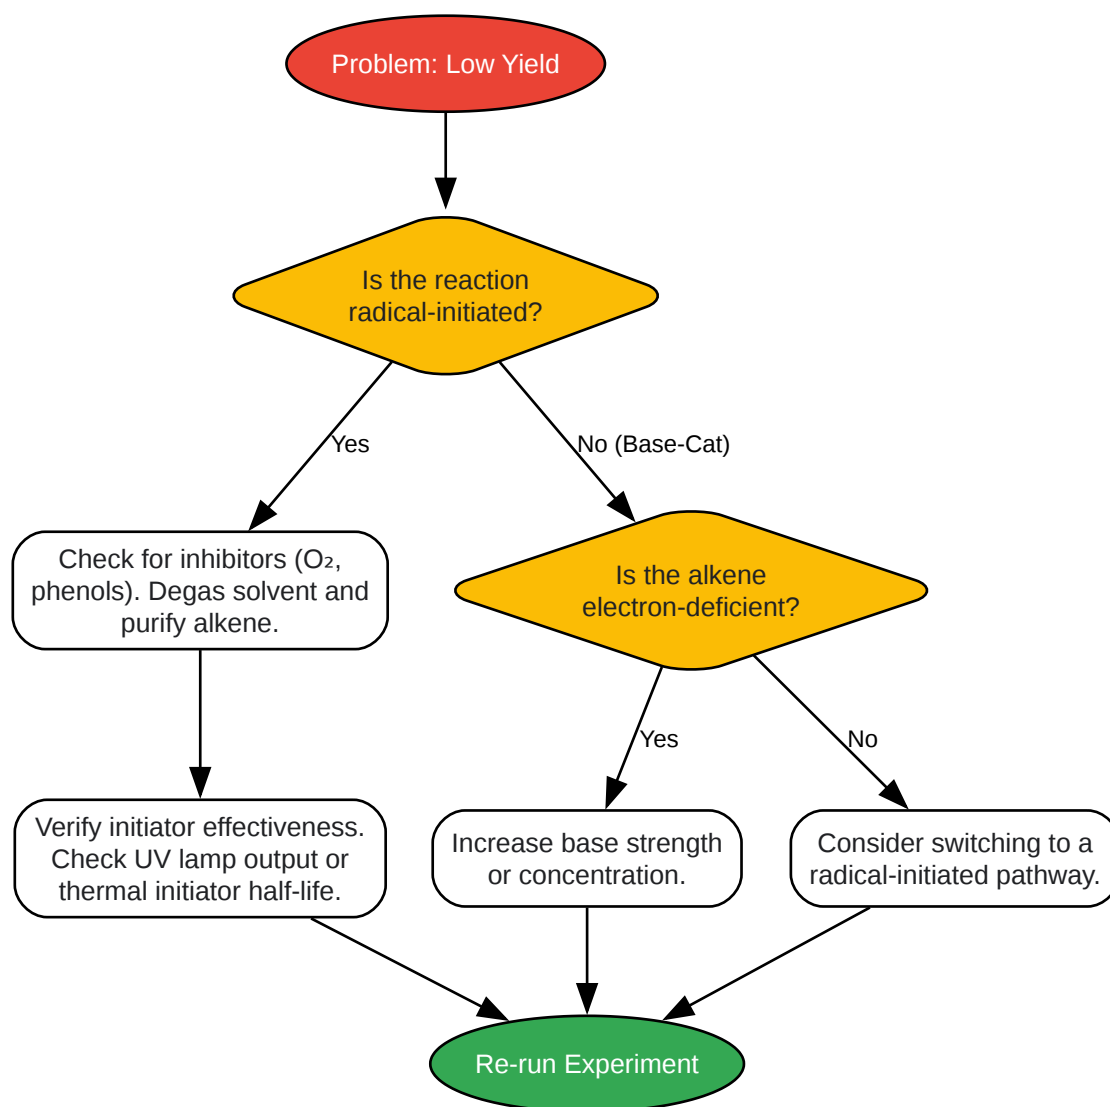 Problem: Low Yield
Is the reaction
radical-initiated?
Yes
No (Base-Cat)
Check for inhibitors (O₂,
phenols). Degas solvent and
purify alkene.
Is the alkene
electron-deficient?
Yes
No
Verify initiator effectiveness.
Check UV lamp output or
thermal initiator half-life.
Increase base strength
or concentration.
Consider switching to a
radical-initiated pathway.
Re-run Experiment